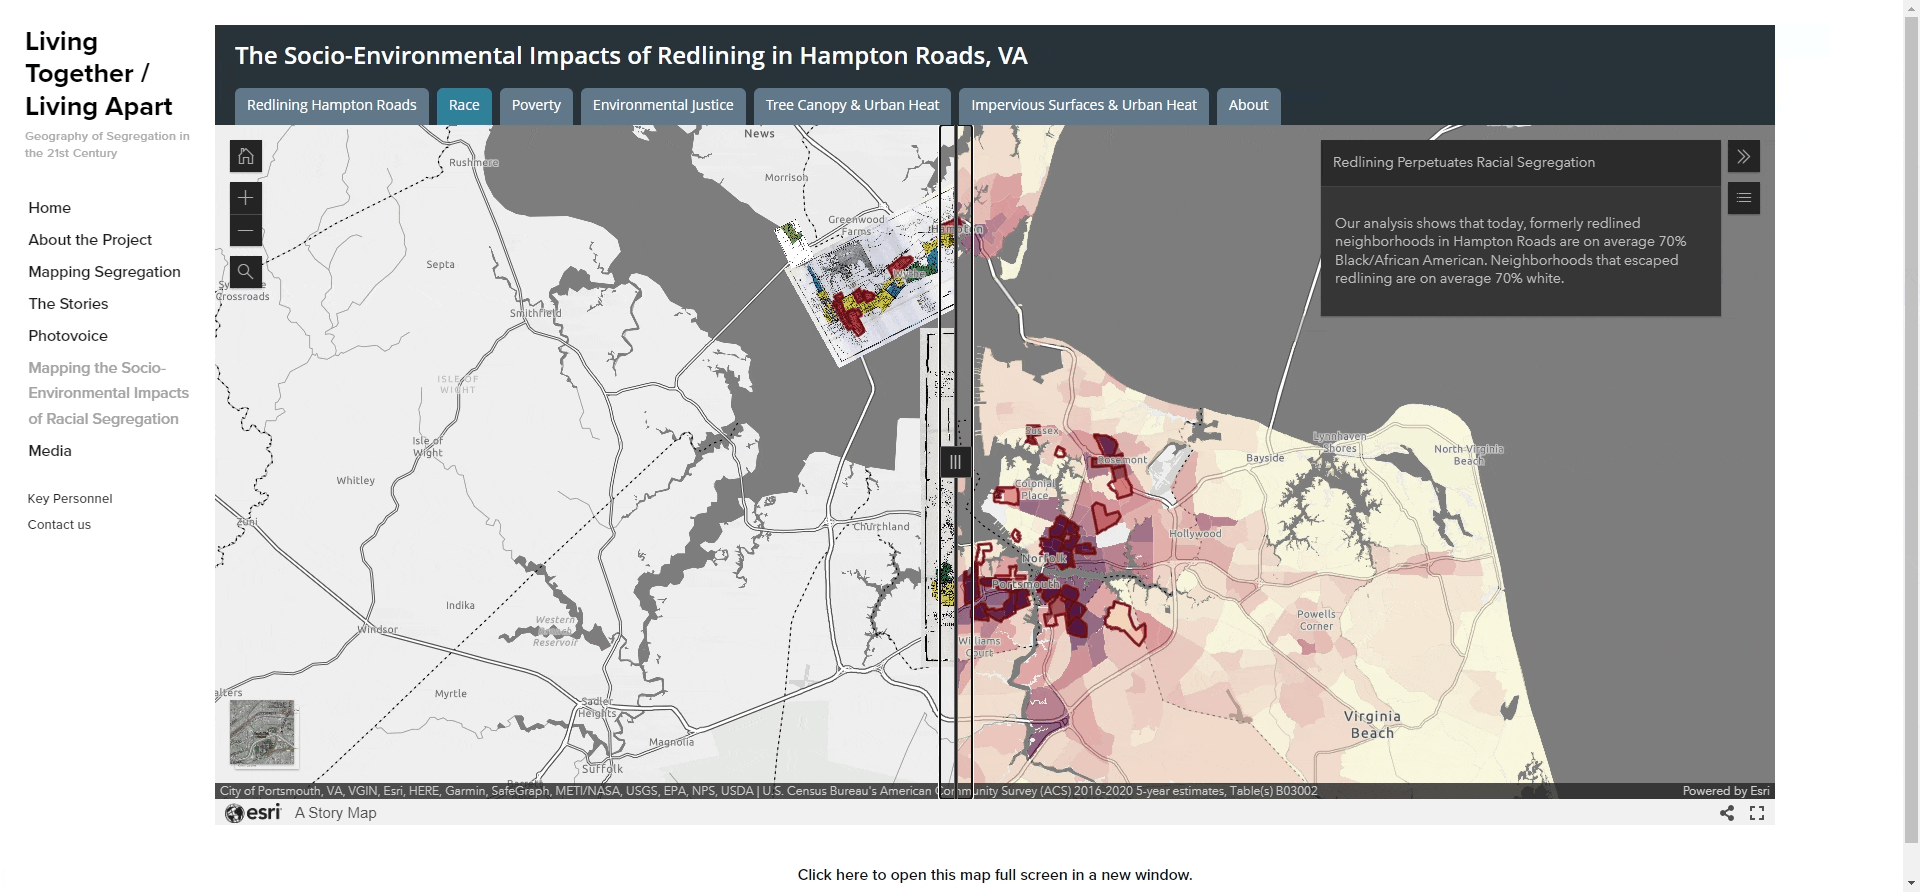 Living
Together /
Living Apart
Geography of Segregation in
the 21st Century
Home
About the Project
Mapping Segregation
The Stories
Photovoice
Mapping the Socio-
Environmental Impacts
of Racial Segregation
Media
Key Personnel
Contact us
The Socio-Environmental Impacts of Redlining in Hampton Roads, VA
Redlining Hampton Roads
Race
Poverty
Environmental Justice
Tree Canopy & Urban Heat
Impervious Surfaces & Urban Heat
About
Redlining Perpetuates Racial Segregation
Our analysis shows that today, formerly redlined
neighborhoods in Hampton Roads are on average 70%
Black/African American. Neighborhoods that escaped
redlining are on average 70% white.
News
Rushmere
Morrison
Greenwood
Farms
Hampton
Septa
Crossroads
Smithfield
ISLE OF
WIGHT
Isle of
Wight
Whitley
Zuni
Churchland
Indika
Western
Branch
Reservoir
Windsor
Myrtle
Sadler
Heights
Magnolia
Suffolk
Sussex
Rosemont
Colonial
Place
Norfolk
Portsmouth
Williams
Court
Hollywood
Bayside
Lynnhaven
Shores
North Virginia
Beach
Powells
Corner
Virginia
Beach
City of Portsmouth, VA, VGIN, Esri, HERE, Garmin, SafeGraph, METI/NASA, USGS, EPA, NPS, USDA | U.S. Census Bureau's American Community Survey (ACS) 2016-2020 5-year estimates, Table(s) B03002
Powered by Esri
esri
A Story Map
Click here to open this map full screen in a new window.